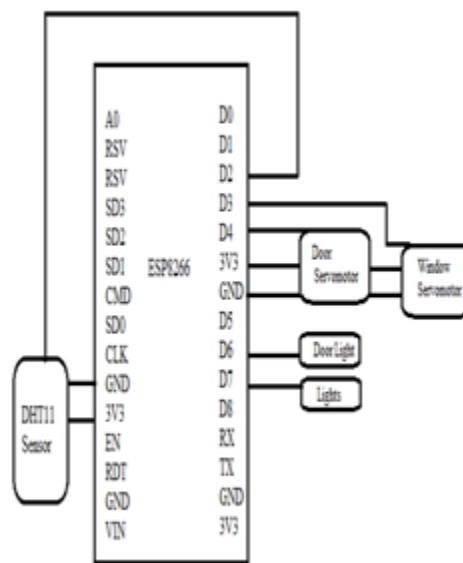 A0
RSV
RSV
SD3
SD2
SD1
CMD
SD0
CLK
GND
3V3
EN
RDT
GND
VIN
ESP8266
D0
D1
D2
D3
D4
3V3
GND
D5
D6
D7
D8
RX
TX
GND
3V3
DHT11
Sensor
Door
Servomotor
Window
Servomotor
Door Light
Lights